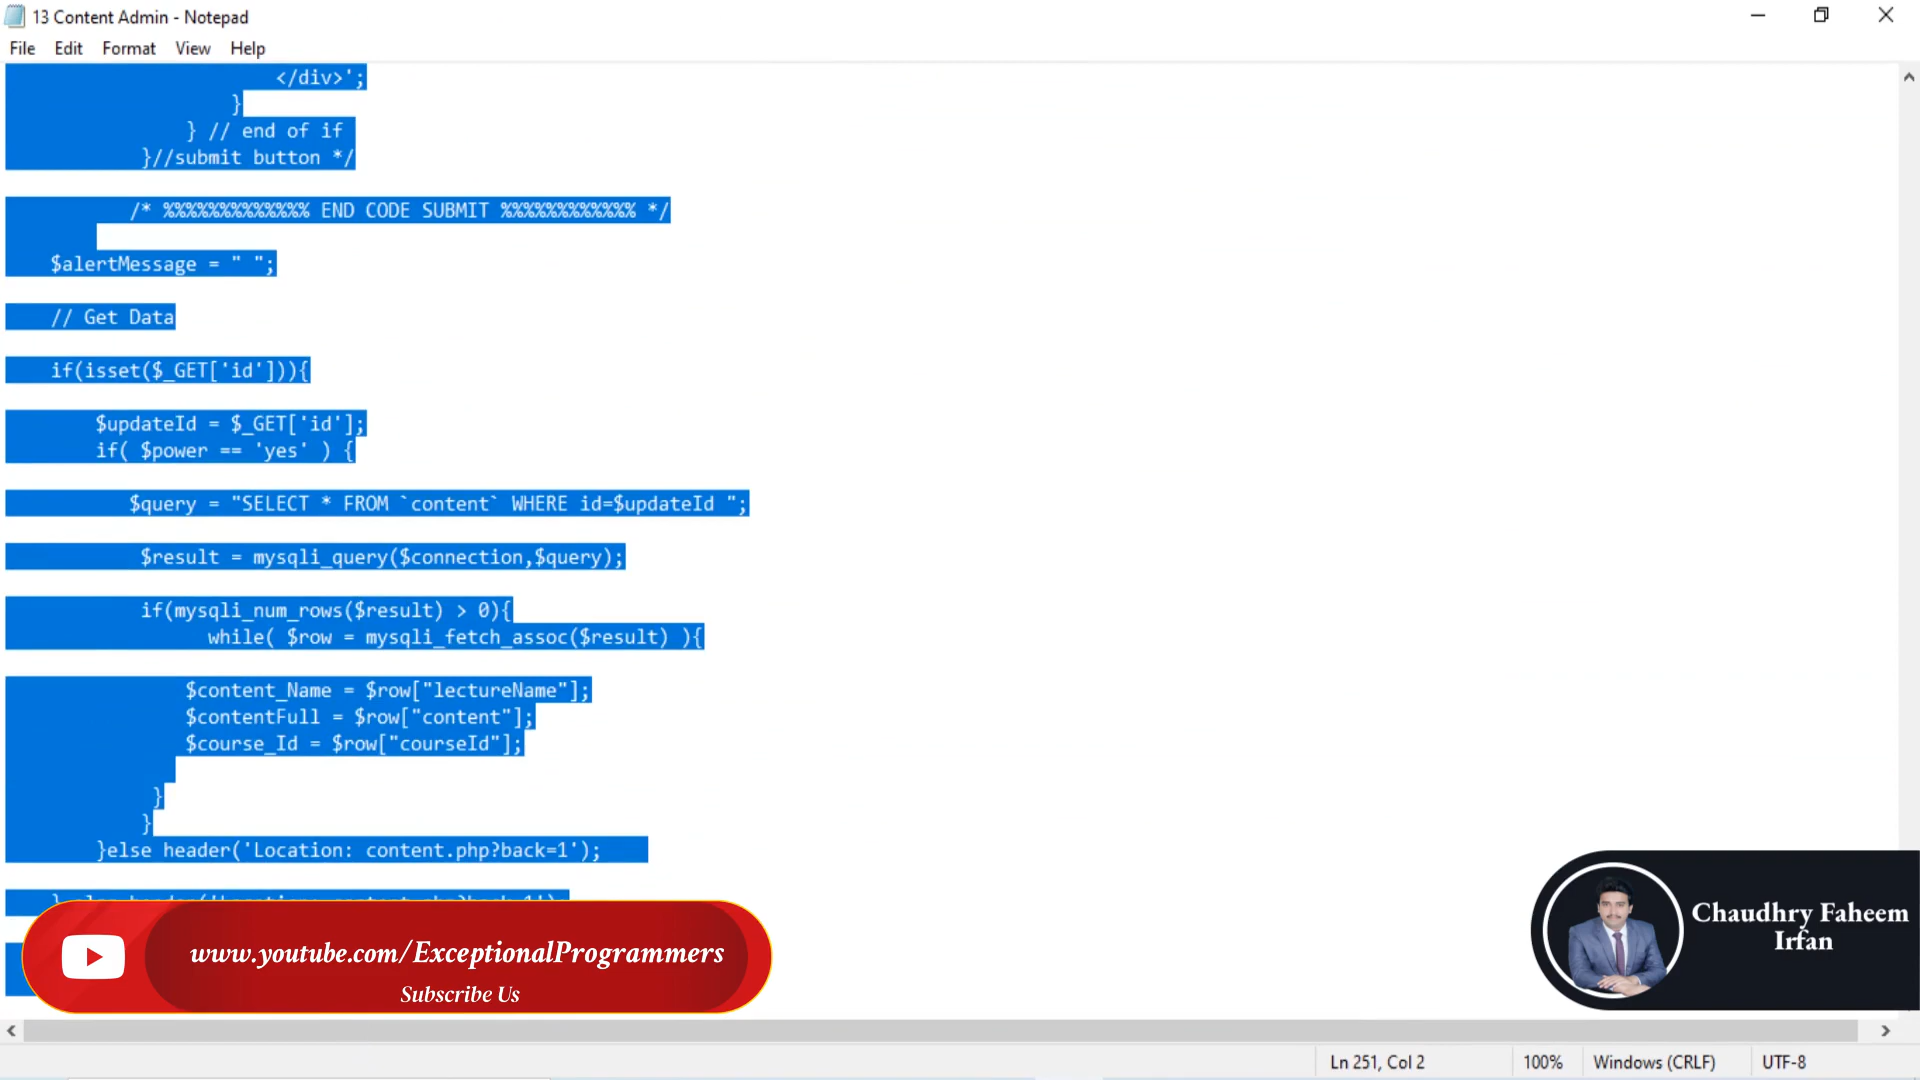 13 Content Admin - Notepad
File Edit Format View Help
</div>';
}
} // end of if
}//submit button */
/* %%%%%%%%%%%%% END CODE SUBMIT %%%%%%%%%%%% */
$alertMessage = " ";
// Get Data
if(isset($_GET['id'])){
$updateId = $_GET['id'];
if( $power == 'yes' ) {
$query = "SELECT * FROM `content` WHERE id=$updateId ";
$result = mysqli_query($connection,$query);
if(mysqli_num_rows($result) > 0){
while( $row = mysqli_fetch_assoc($result) ){
$content_Name = $row["lectureName"];
$contentFull = $row["content"];
$course_Id = $row["courseId"];
}
}
}else header('Location: content.php?back=1');
www.youtube.com/ExceptionalProgrammers
Subscribe Us
Chaudhry Faheem
Irfan
Ln 251, Col 2 100% Windows (CRLF) UTF-8